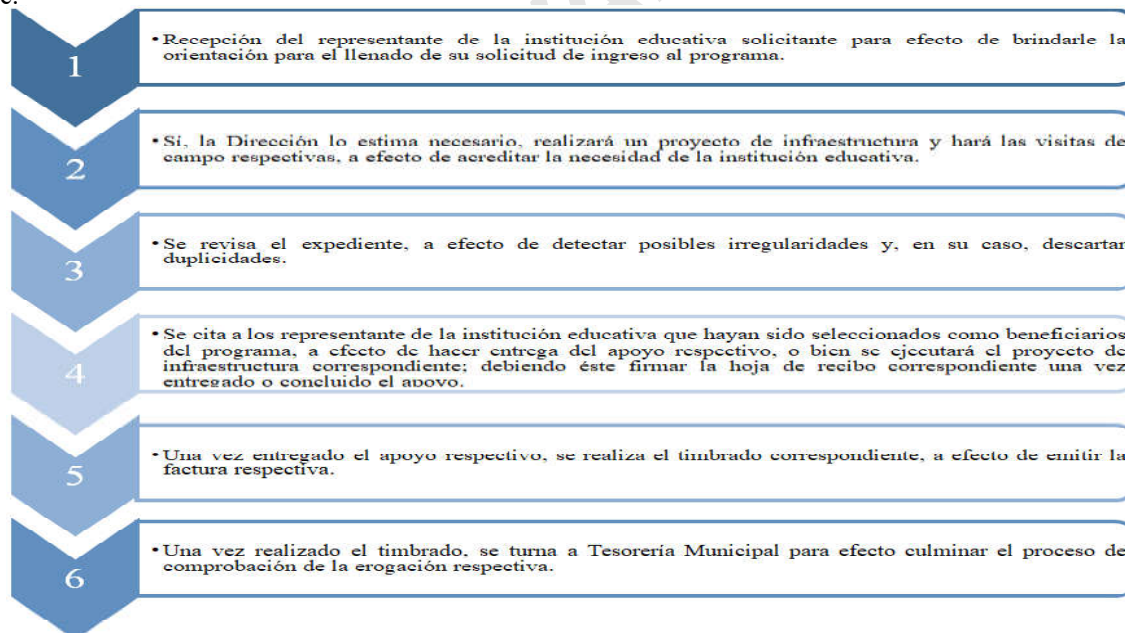 1
• Recepción del representante de la institución educativa solicitante para efecto de brindarle la
orientación para el llenado de su solicitud de ingreso al programa.
2
• Sí, la Dirección lo estima necesario, realizará un proyecto de infraestructura y hará las visitas de
campo respectivas, a efecto de acreditar la necesidad de la institución educativa.
3
• Se revisa el expediente, a efecto de detectar posibles irregularidades y, en su caso, descartar
duplicidades.
4
• Se cita a los representante de la institución educativa que hayan sido seleccionados como beneficiarios
del programa, a efecto de hacer entrega del apoyo respectivo, o bien se ejecutará el proyecto de
infraestructura correspondiente; debiendo éste firmar la hoja de recibo correspondiente una vez
entregado o concluido el apoyo.
5
• Una vez entregado el apoyo respectivo, se realiza el timbrado correspondiente, a efecto de emitir la
factura respectiva.
6
• Una vez realizado el timbrado, se turna a Tesorería Municipal para efecto culminar el proceso de
comprobación de la erogación respectiva.